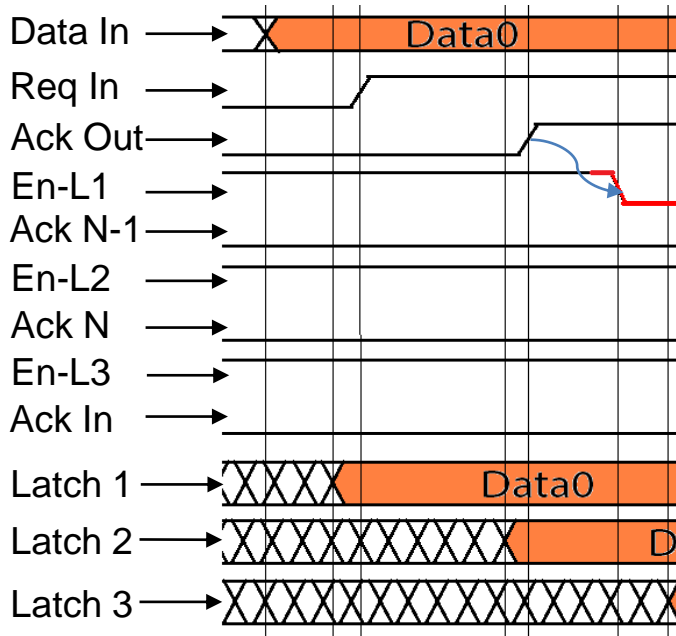 Data In
Data0
Req In
Ack Out
En-L1
Ack N-1
En-L2
Ack N
En-L3
Ack In
Latch 1
Data0
Latch 2
D
Latch 3